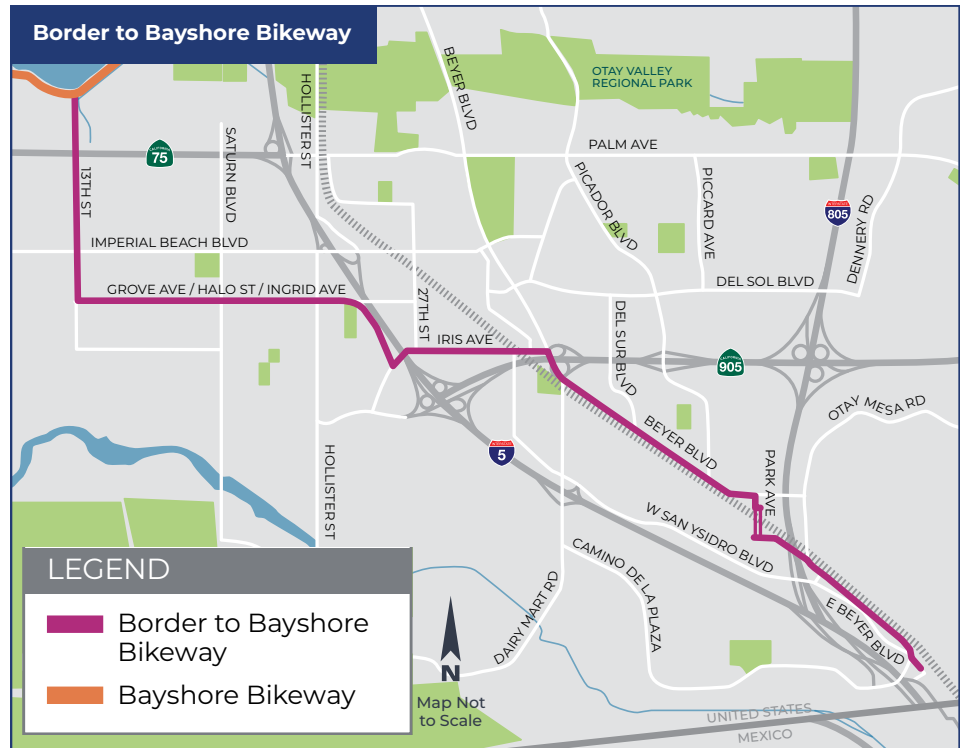 Border to Bayshore Bikeway
BEYER BLVD
OTAY VALLEY
REGIONAL PARK
HOLLISTER ST
SATURN BLVD
CALIFORNIA
75
PALM AVE
13TH ST
PICADOR BLVD
PICCARD AVE
INTERSTATE
805
DENNERY RD
IMPERIAL BEACH BLVD
GROVE AVE / HALO ST / INGRID AVE
27TH ST
DEL SOL BLVD
DEL SUR BLVD
IRIS AVE
CALIFORNIA
905
OTAY MESA RD
BEYER BLVD
INTERSTATE
5
PARK AVE
HOLLISTER ST
W SAN YSIDRO BLVD
CAMINO DE LA PLAZA
DAIRY MART RD
E BEYER BLVD
LEGEND
Border to Bayshore
Bikeway
Bayshore Bikeway
N
Map Not
to Scale
UNITED STATES
MEXICO